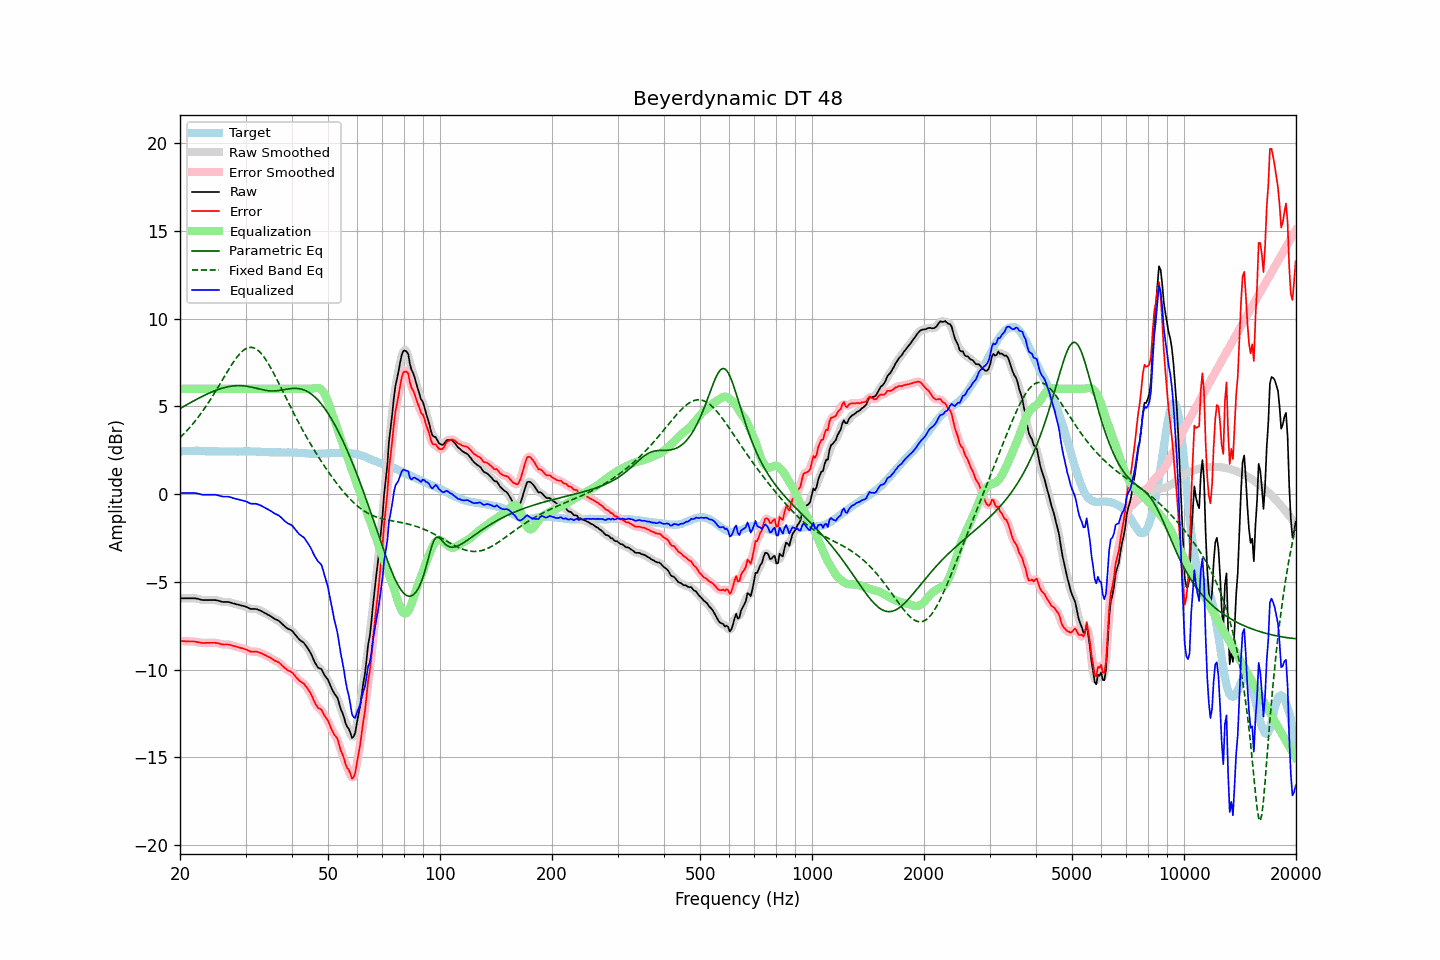 Beyerdynamic DT 48
Target
Raw Smoothed
Error Smoothed
Raw
Error
Equalization
Parametric Eq
Fixed Band Eq
Equalized
Amplitude (dBr)
20
15
10
5
0
−5
−10
−15
−20
20 50 100 200 500 1000 2000 5000 10000 20000
Frequency (Hz)